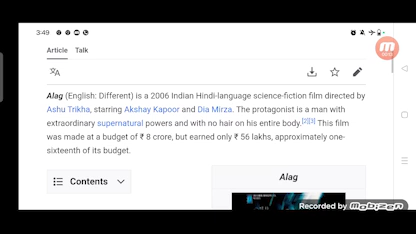 3:49
Article Talk
Alag (English: Different) is a 2006 Indian Hindi-language science-fiction film directed by
Ashu Trikha, starring Akshay Kapoor and Dia Mirza. The protagonist is a man with
extraordinary supernatural powers and with no hair on his entire body.[2][3] This film
was made at a budget of ₹ 8 crore, but earned only ₹ 56 lakhs, approximately one-
sixteenth of its budget.
Contents
Alag
Recorded by Mobizen